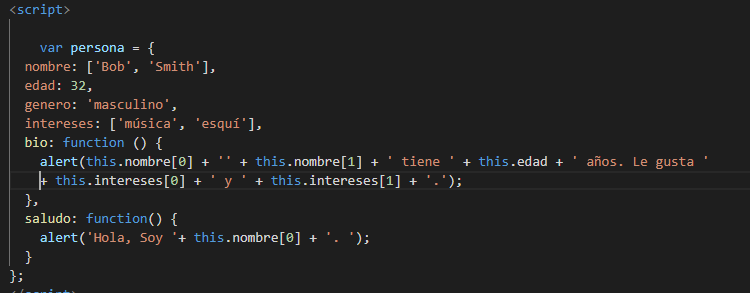 <script>
var persona = {
nombre: ['Bob', 'Smith'],
edad: 32,
genero: 'masculino',
intereses: ['música', 'esquí'],
bio: function () {
alert(this.nombre[0] + '' + this.nombre[1] + ' tiene ' + this.edad + ' años. Le gusta '
+ this.intereses[0] + ' y ' + this.intereses[1] + '.');
},
saludo: function() {
alert('Hola, Soy '+ this.nombre[0] + '. ');
}
};
</script>